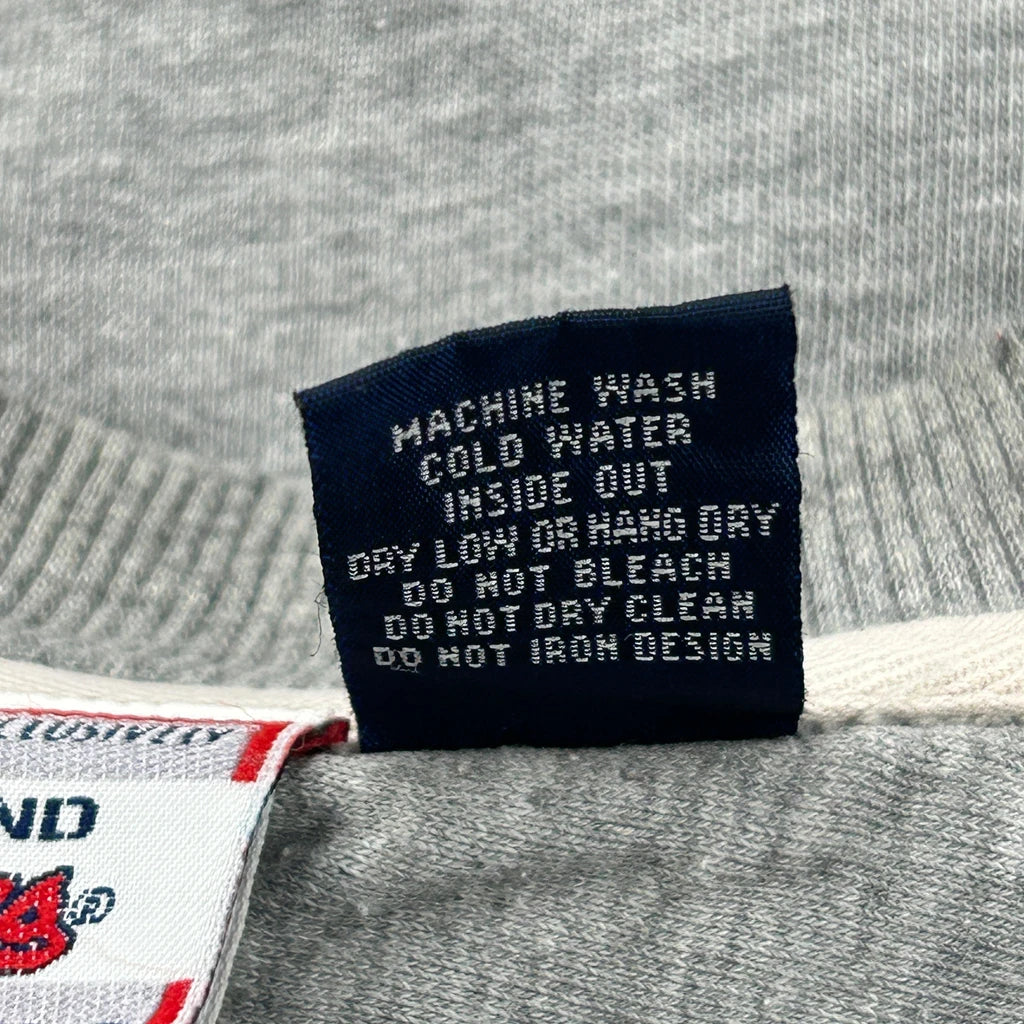 MACHINE WASH
COLD WATER
INSIDE OUT
DRY LOW OR HANG DRY
DO NOT BLEACH
DO NOT DRY CLEAN
DO NOT IRON DESIGN
ND
®